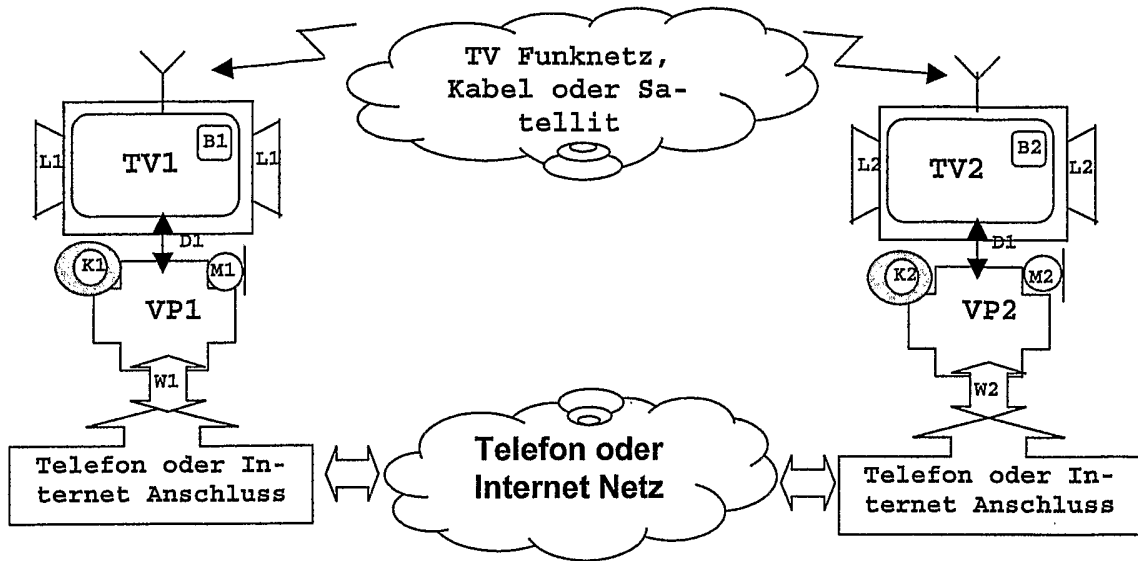 TV Funknetz,
Kabel oder Sa-
tellit
L1
TV1
B1
L1
D1
K1
M1
VP1
W1
Telefon oder In-
ternet Anschluss
Telefon oder
Internet Netz
L2
TV2
B2
L2
D1
K2
M2
VP2
W2
Telefon oder In-
ternet Anschluss